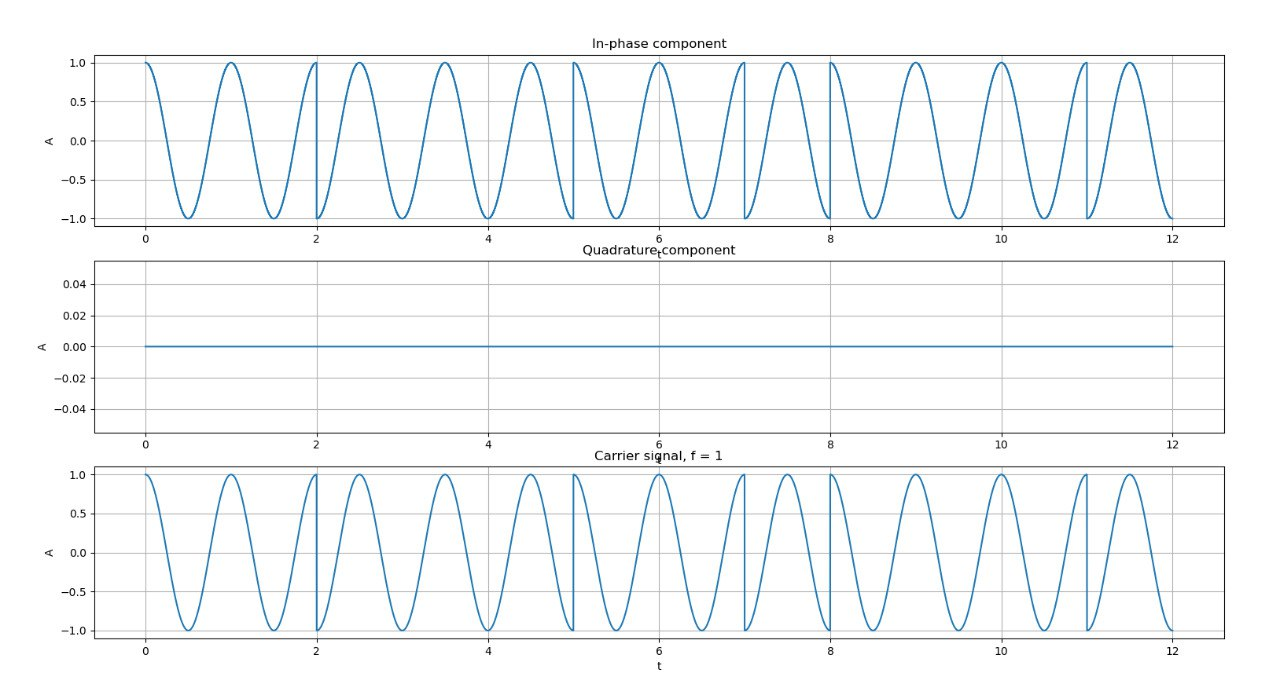 In-phase component
1.0
0.5
0.0
−0.5
−1.0
A
0 2 4 6 8 10 12
t
Quadrature component
0.04
0.02
0.00
−0.02
−0.04
A
0 2 4 6 8 10 12
t
Carrier signal, f = 1
1.0
0.5
0.0
−0.5
−1.0
A
0 2 4 6 8 10 12
t